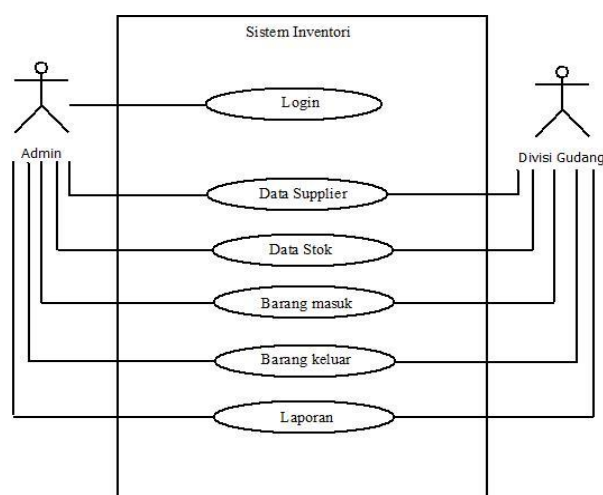 Sistem Inventori
Login
Admin
Divisi Gudang
Data Supplier
Data Stok
Barang masuk
Barang keluar
Laporan